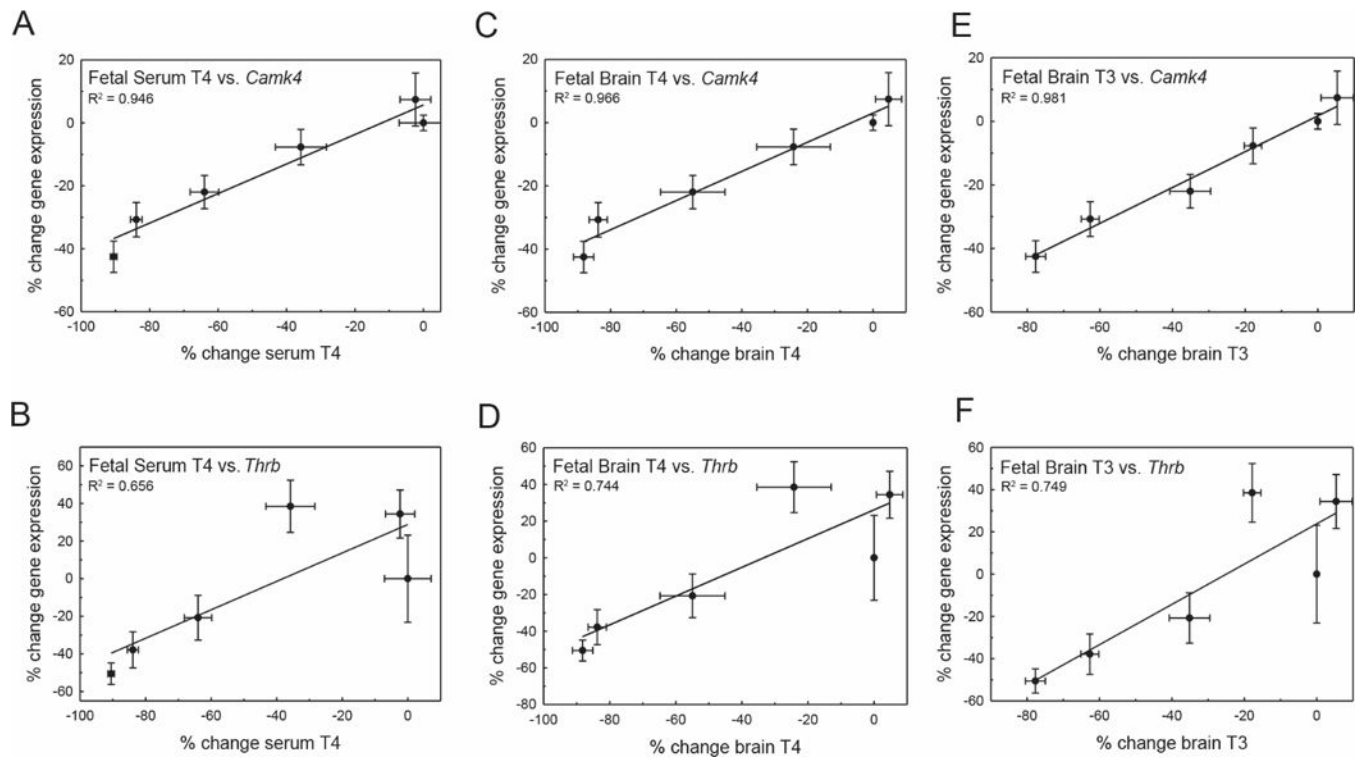 A
Fetal Serum T4 vs. Camk4
R² = 0.946
% change gene expression
20
0
-20
-40
-60
-100 -80 -60 -40 -20 0
% change serum T4
C
Fetal Brain T4 vs. Camk4
R² = 0.966
% change gene expression
20
0
-20
-40
-60
-100 -80 -60 -40 -20 0
% change brain T4
E
Fetal Brain T3 vs. Camk4
R² = 0.981
% change gene expression
20
0
-20
-40
-60
-80 -60 -40 -20 0
% change brain T3
B
Fetal Serum T4 vs. Thrb
R² = 0.656
% change gene expression
60
40
20
0
-20
-40
-60
-100 -80 -60 -40 -20 0
% change serum T4
D
Fetal Brain T4 vs. Thrb
R² = 0.744
% change gene expression
60
40
20
0
-20
-40
-60
-80
-100 -80 -60 -40 -20 0
% change brain T4
F
Fetal Brain T3 vs. Thrb
R² = 0.749
% change gene expression
60
40
20
0
-20
-40
-60
-80 -60 -40 -20 0
% change brain T3